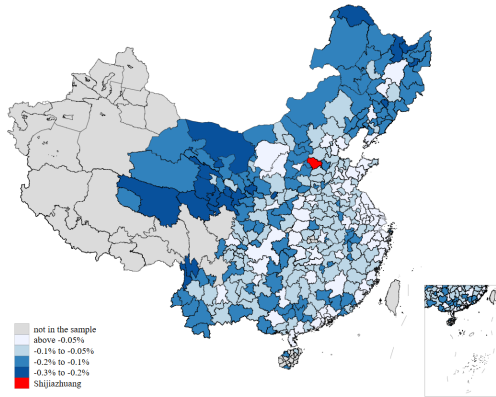 not in the sample
above -0.05%
-0.1% to -0.05%
-0.2% to -0.1%
-0.3% to -0.2%
Shijiazhuang